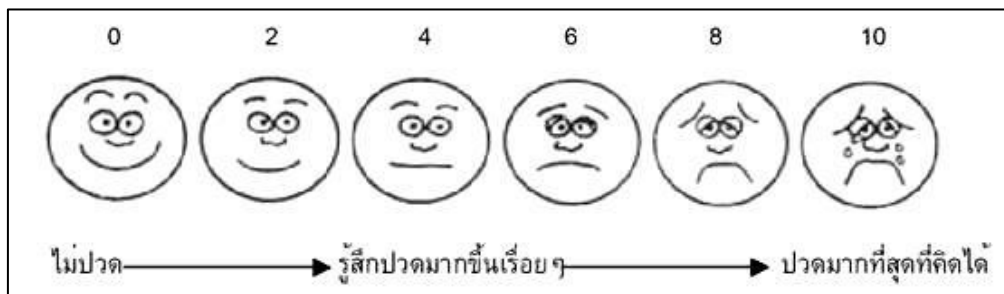 0 2 4 6 8 10
ไม่ปวด รู้สึกปวดมากขึ้นเรื่อยๆ ปวดมากที่สุดที่คิดได้